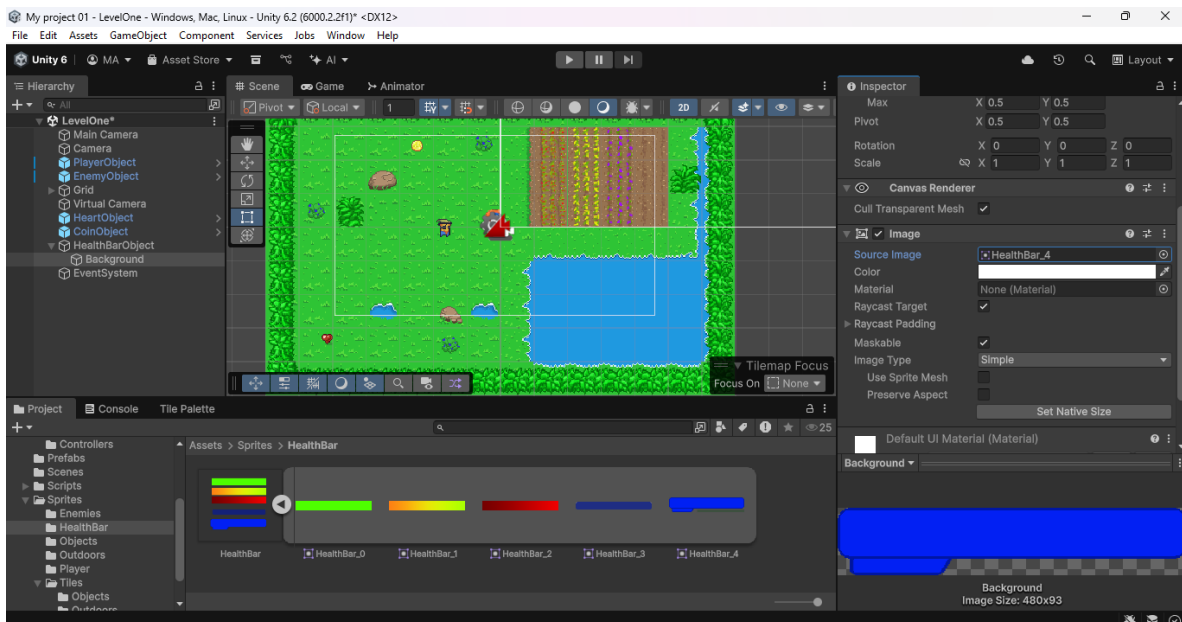 My project 01 - LevelOne - Windows, Mac, Linux - Unity 6.2 (6000.2.2f1)* <DX12>
File Edit Assets GameObject Component Services Jobs Window Help
Unity 6 MA Asset Store AI Layout
Hierarchy
All
LevelOne*
Main Camera
Camera
PlayerObject
EnemyObject
Grid
Virtual Camera
HeartObject
CoinObject
HealthBarObject
Background
EventSystem
Scene Game Animator
Pivot Local 1 2D
Tilemap Focus
Focus On None
Inspector
Max X 0.5 Y 0.5
Pivot X 0.5 Y 0.5
Rotation X 0 Y 0 Z 0
Scale X 1 Y 1 Z 1
Canvas Renderer
Cull Transparent Mesh
Image
Source Image HealthBar_4
Color
Material None (Material)
Raycast Target
Raycast Padding
Maskable
Image Type Simple
Use Sprite Mesh
Preserve Aspect
Set Native Size
Default UI Material (Material)
Background
Background
Image Size: 480x93
Project Console Tile Palette
25
Controllers
Prefabs
Scenes
Scripts
Sprites
Enemies
HealthBar
Objects
Outdoors
Player
Tiles
Objects
Outdoors
Assets > Sprites > HealthBar
HealthBar HealthBar_0 HealthBar_1 HealthBar_2 HealthBar_3 HealthBar_4